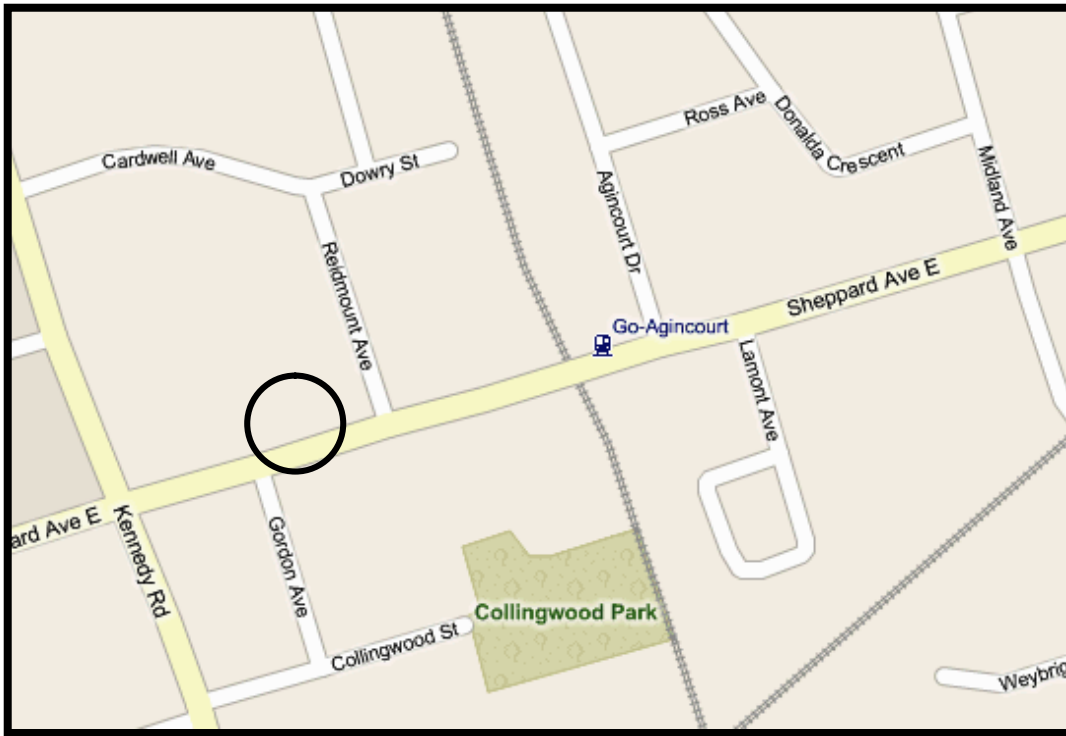 Ross Ave
Donalda
Crescent
Cardwell Ave
Dowry St
Midland Ave
Agincourt Dr
Reidmount Ave
Sheppard Ave E
Go-Agincourt
Lamont Ave
ard Ave E
Kennedy Rd
Gordon Ave
Collingwood Park
Collingwood St
Weybrig